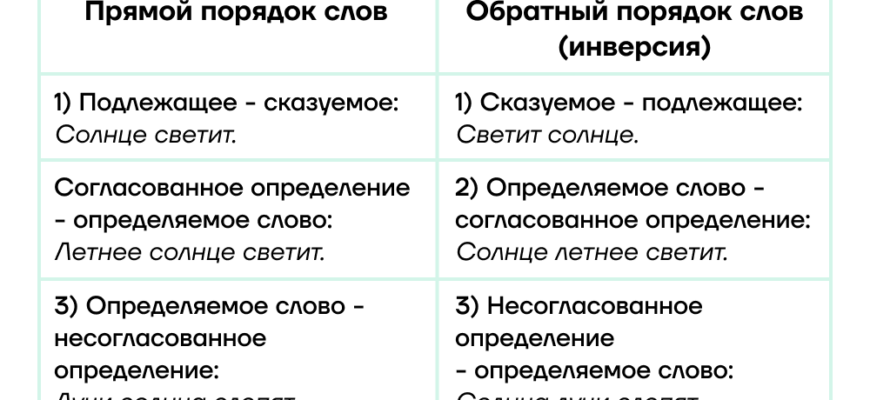 Прямой порядок слов
Обратный порядок слов
(инверсия)
1) Подлежащее - сказуемое:
Солнце светит.
1) Сказуемое - подлежащее:
Светит солнце.
Согласованное определение
- определяемое слово:
Летнее солнце светит.
2) Определяемое слово -
согласованное определение:
Солнце летнее светит.
3) Определяемое слово -
несогласованное
определение:
3) Несогласованное
определение
- определяемое слово: